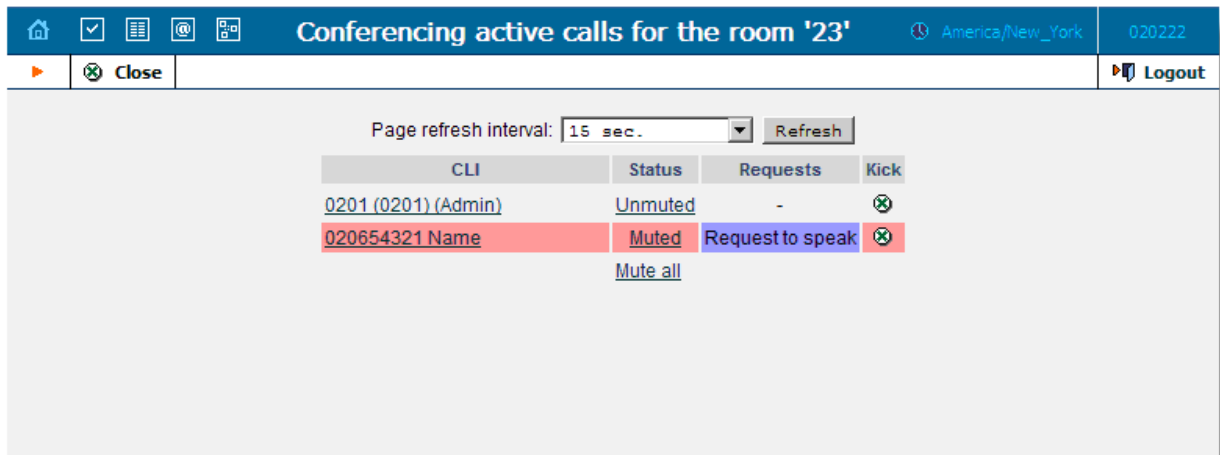 Conferencing active calls for the room '23' America/New_York 020222
Close Logout
Page refresh interval: 15 sec. Refresh
CLI Status Requests Kick
0201 (0201) (Admin) Unmuted -
020654321 Name Muted Request to speak
Mute all